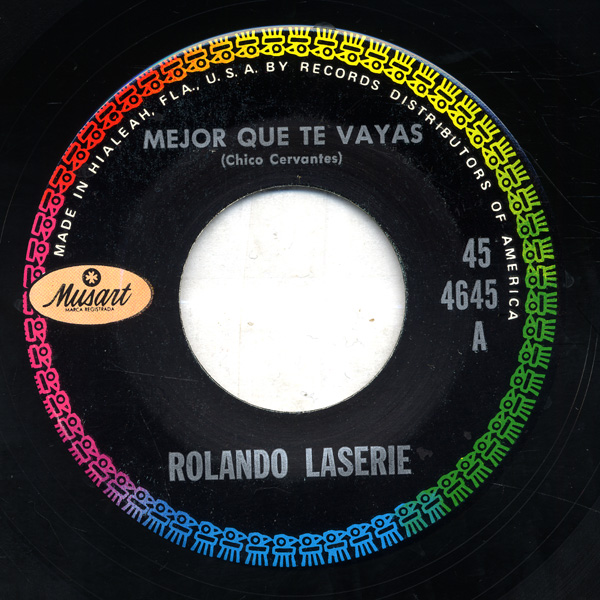 MADE IN HIALEAH, FLA., U.S.A. BY RECORDS DISTRIBUTORS OF AMERICA
MEJOR QUE TE VAYAS
(Chico Cervantes)
45
4645
A
Musart
MARCA REGISTRADA
ROLANDO LASERIE